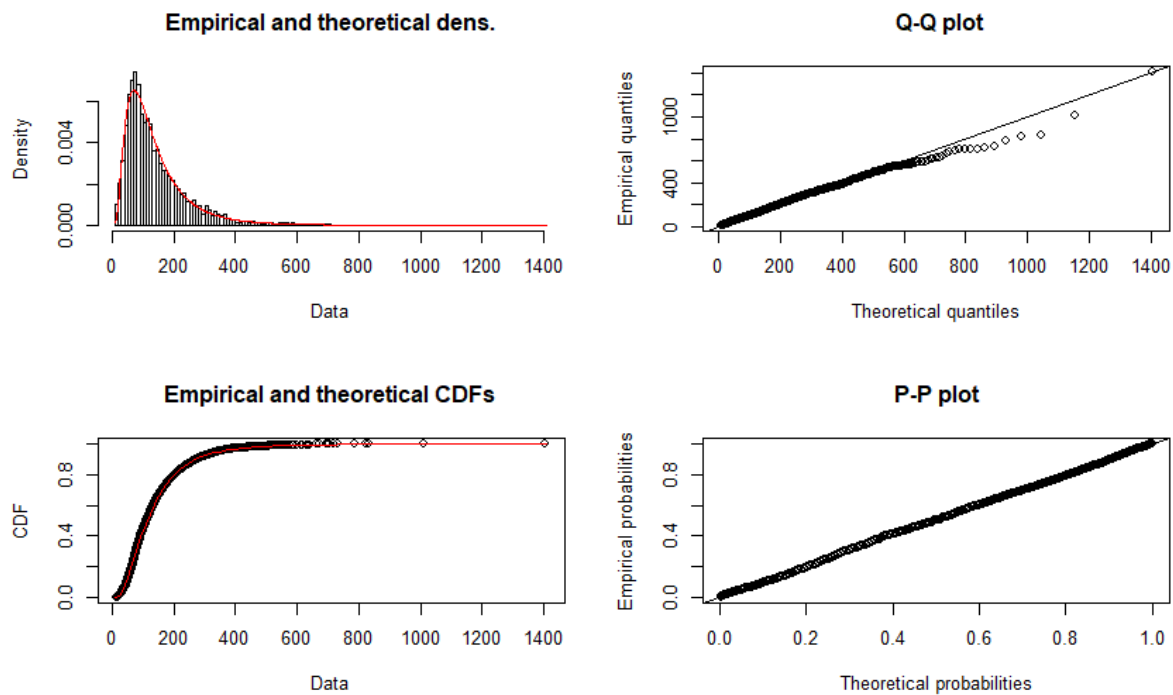 Empirical and theoretical dens.
Density
0.000
0.004
0 200 400 600 800 1000 1200 1400
Data
Q-Q plot
Empirical quantiles
0
400
1000
0 200 400 600 800 1000 1200 1400
Theoretical quantiles
Empirical and theoretical CDFs
CDF
0.0
0.4
0.8
0 200 400 600 800 1000 1200 1400
Data
P-P plot
Empirical probabilities
0.0
0.4
0.8
0.0 0.2 0.4 0.6 0.8 1.0
Theoretical probabilities